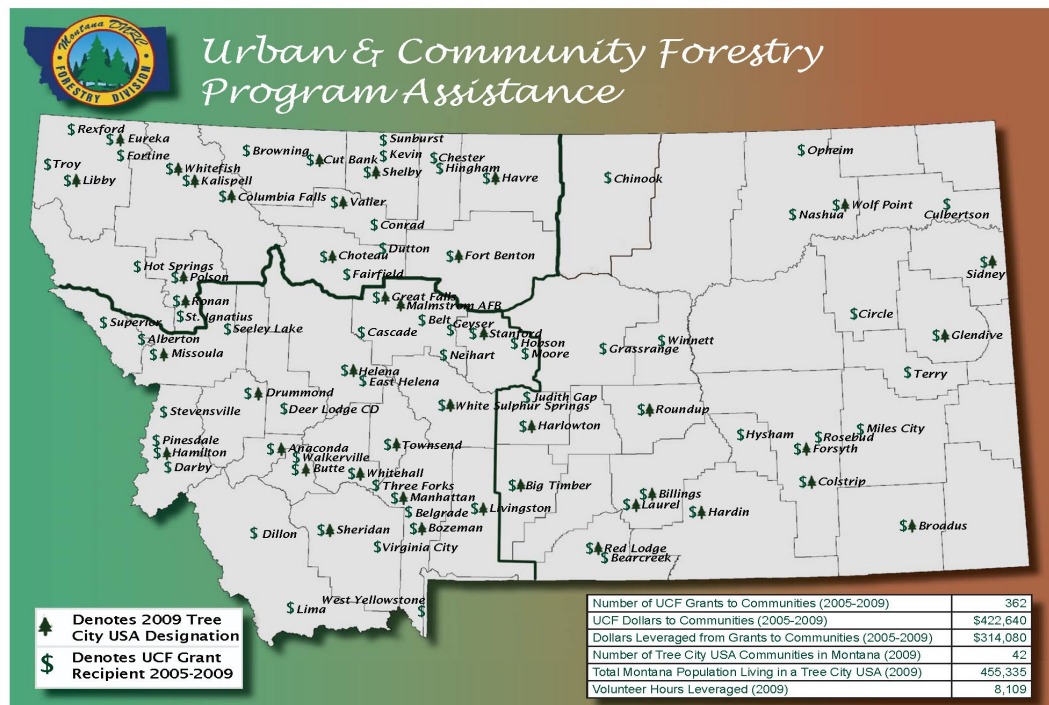 Montana DNRC
FORESTRY DIVISION
Urban & Community Forestry
Program Assistance
$ Rexford
$ Eureka
$ Fortine
$ Troy
$ Libby
$ Whitefish
$ Kalispell
$ Columbia Falls
$ Browning
$ Cut Bank
$ Sunburst
$ Kevin
$ Shelby
$ Chester
$ Hingham
$ Havre
$ Valier
$ Conrad
$ Dutton
$ Choteau
$ Fairfield
$ Fort Benton
$ Chinook
$ Opheim
$ Nashua
$ Wolf Point
$ Culbertson
$ Sidney
$ Hot Springs
$ Polson
$ Ronan
$ St. Ignatius
$ Superior
$ Alberton
$ Missoula
$ Seeley Lake
$ Great Falls
Malmstrom AFB
$ Belt
$ Geyser
$ Cascade
$ Stanford
$ Hobson
$ Moore
$ Neihart
$ Grassrange
$ Winnett
$ Circle
$ Glendive
$ Terry
$ Helena
$ East Helena
$ Drummond
$ Deer Lodge CD
$ Stevensville
$ White Sulphur Springs
$ Judith Gap
$ Harlowton
$ Roundup
$ Pinesdale
$ Hamilton
$ Darby
$ Anaconda
$ Walkerville
$ Butte
$ Townsend
$ Whitehall
$ Three Forks
$ Manhattan
$ Belgrade
$ Bozeman
$ Livingston
$ Big Timber
$ Billings
$ Laurel
$ Hardin
$ Hysham
$ Rosebud
$ Forsyth
$ Miles City
$ Colstrip
$ Broadus
$ Dillon
$ Sheridan
$ Virginia City
$ Red Lodge
$ Bearcreek
$ Lima
West Yellowstone $
Denotes 2009 Tree
City USA Designation
$ Denotes UCF Grant
Recipient 2005-2009
Number of UCF Grants to Communities (2005-2009) 362
UCF Dollars to Communities (2005-2009) $422,640
Dollars Leveraged from Grants to Communities (2005-2009) $314,080
Number of Tree City USA Communities in Montana (2009) 42
Total Montana Population Living in a Tree City USA (2009) 455,335
Volunteer Hours Leveraged (2009) 8,109